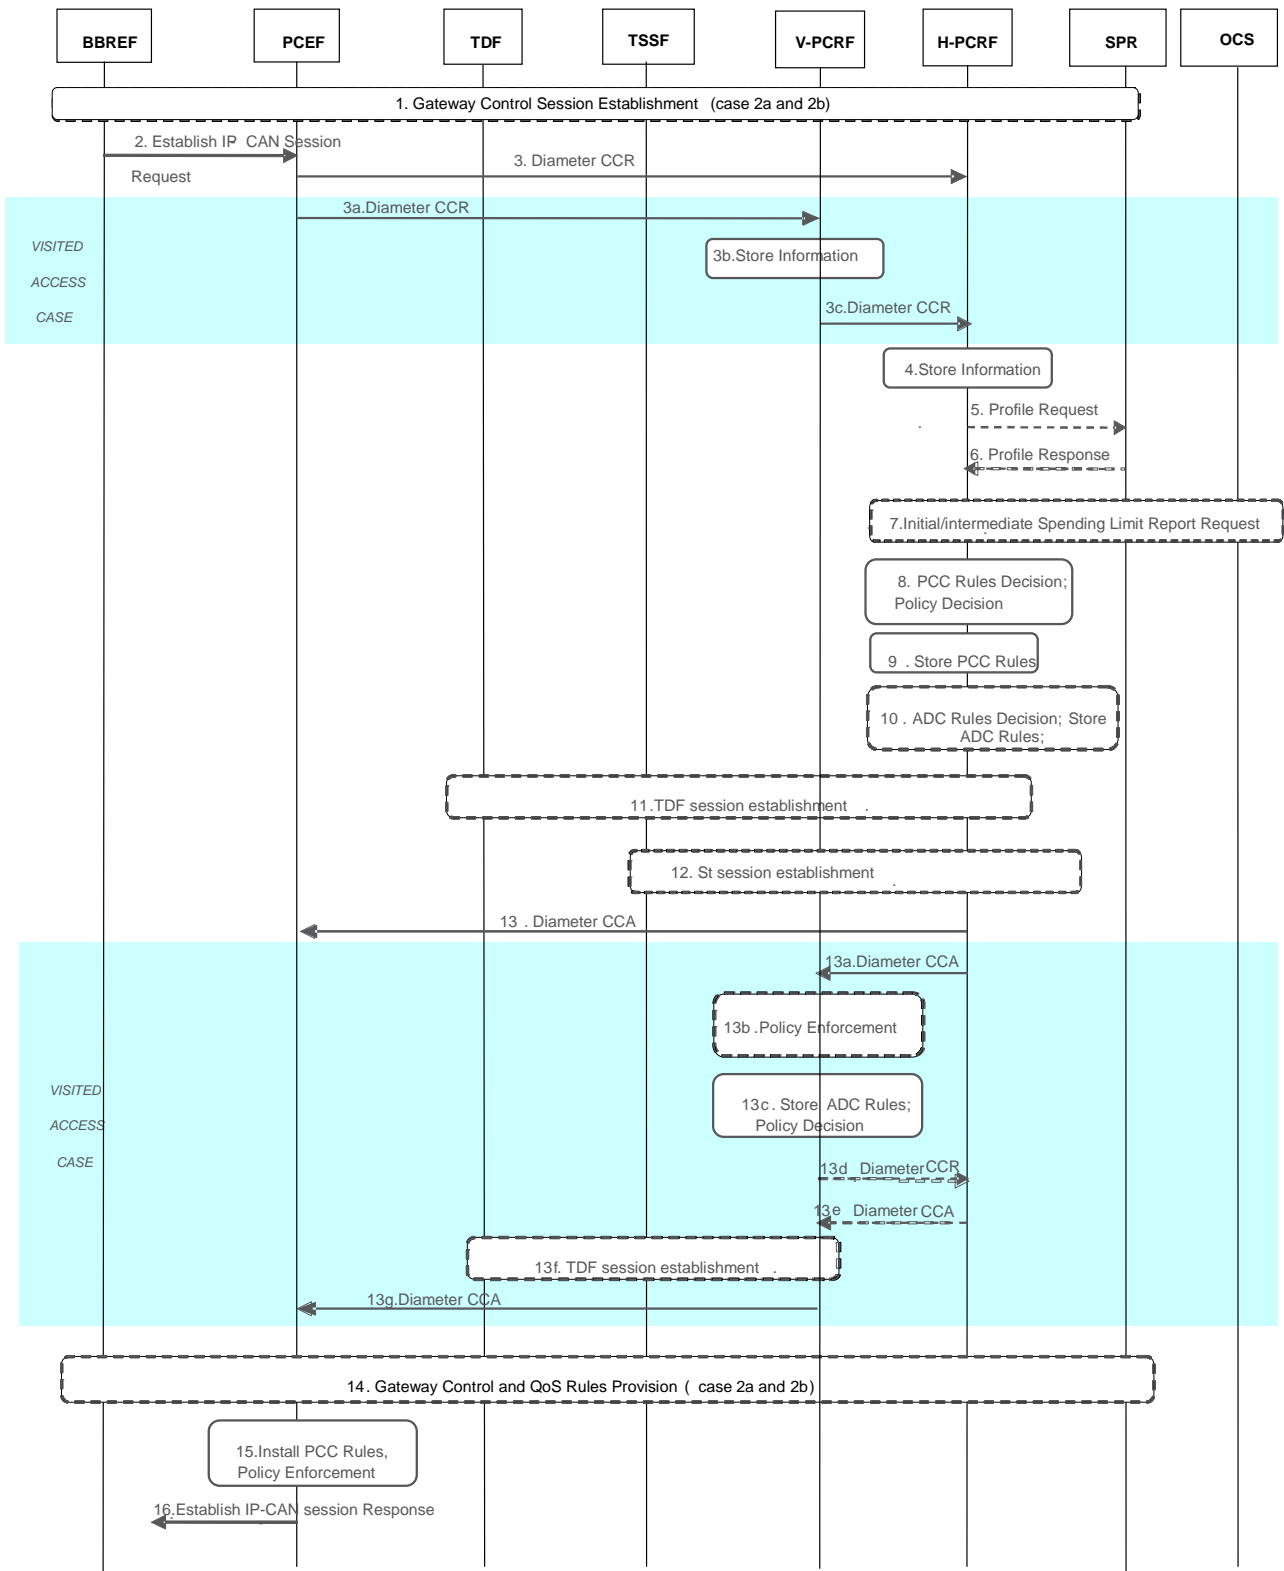 BBREF PCEF TDF TSSF V-PCRF H-PCRF SPR OCS
1. Gateway Control Session Establishment (case 2a and 2b)
2. Establish IP- CAN Session
Request
3. Diameter CCR
3a.Diameter CCR
VISITED
ACCESS
CASE
3b.Store Information
3c.Diameter CCR
4.Store Information
5. Profile Request
6. Profile Response
7.Initial/intermediate Spending Limit Report Request
8. PCC Rules Decision;
Policy Decision
9 . Store PCC Rules
10 . ADC Rules Decision; Store
ADC Rules;
11.TDF session establishment .
12. St session establishment .
13 . Diameter CCA
13a.Diameter CCA
13b .Policy Enforcement
VISITED
ACCESS
CASE
13c . Store ADC Rules;
Policy Decision
13d . Diameter CCR
13e Diameter CCA
13f. TDF session establishment .
13g.Diameter CCA
14. Gateway Control and QoS Rules Provision ( case 2a and 2b)
15.Install PCC Rules,
Policy Enforcement
16.Establish IP-CAN session Response